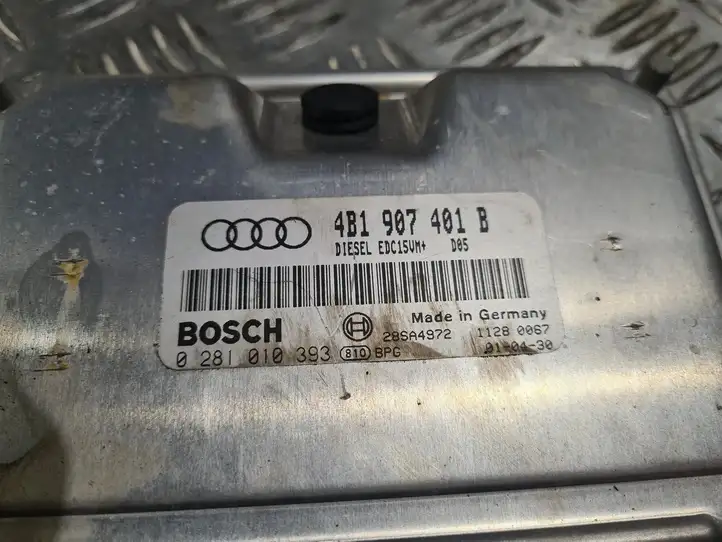 4B1 907 401 B
DIESEL EDC15VM+ D05
Made in Germany
BOSCH 28SA4972 1128 0067
0 281 010 393 810 BPG 01-04-30